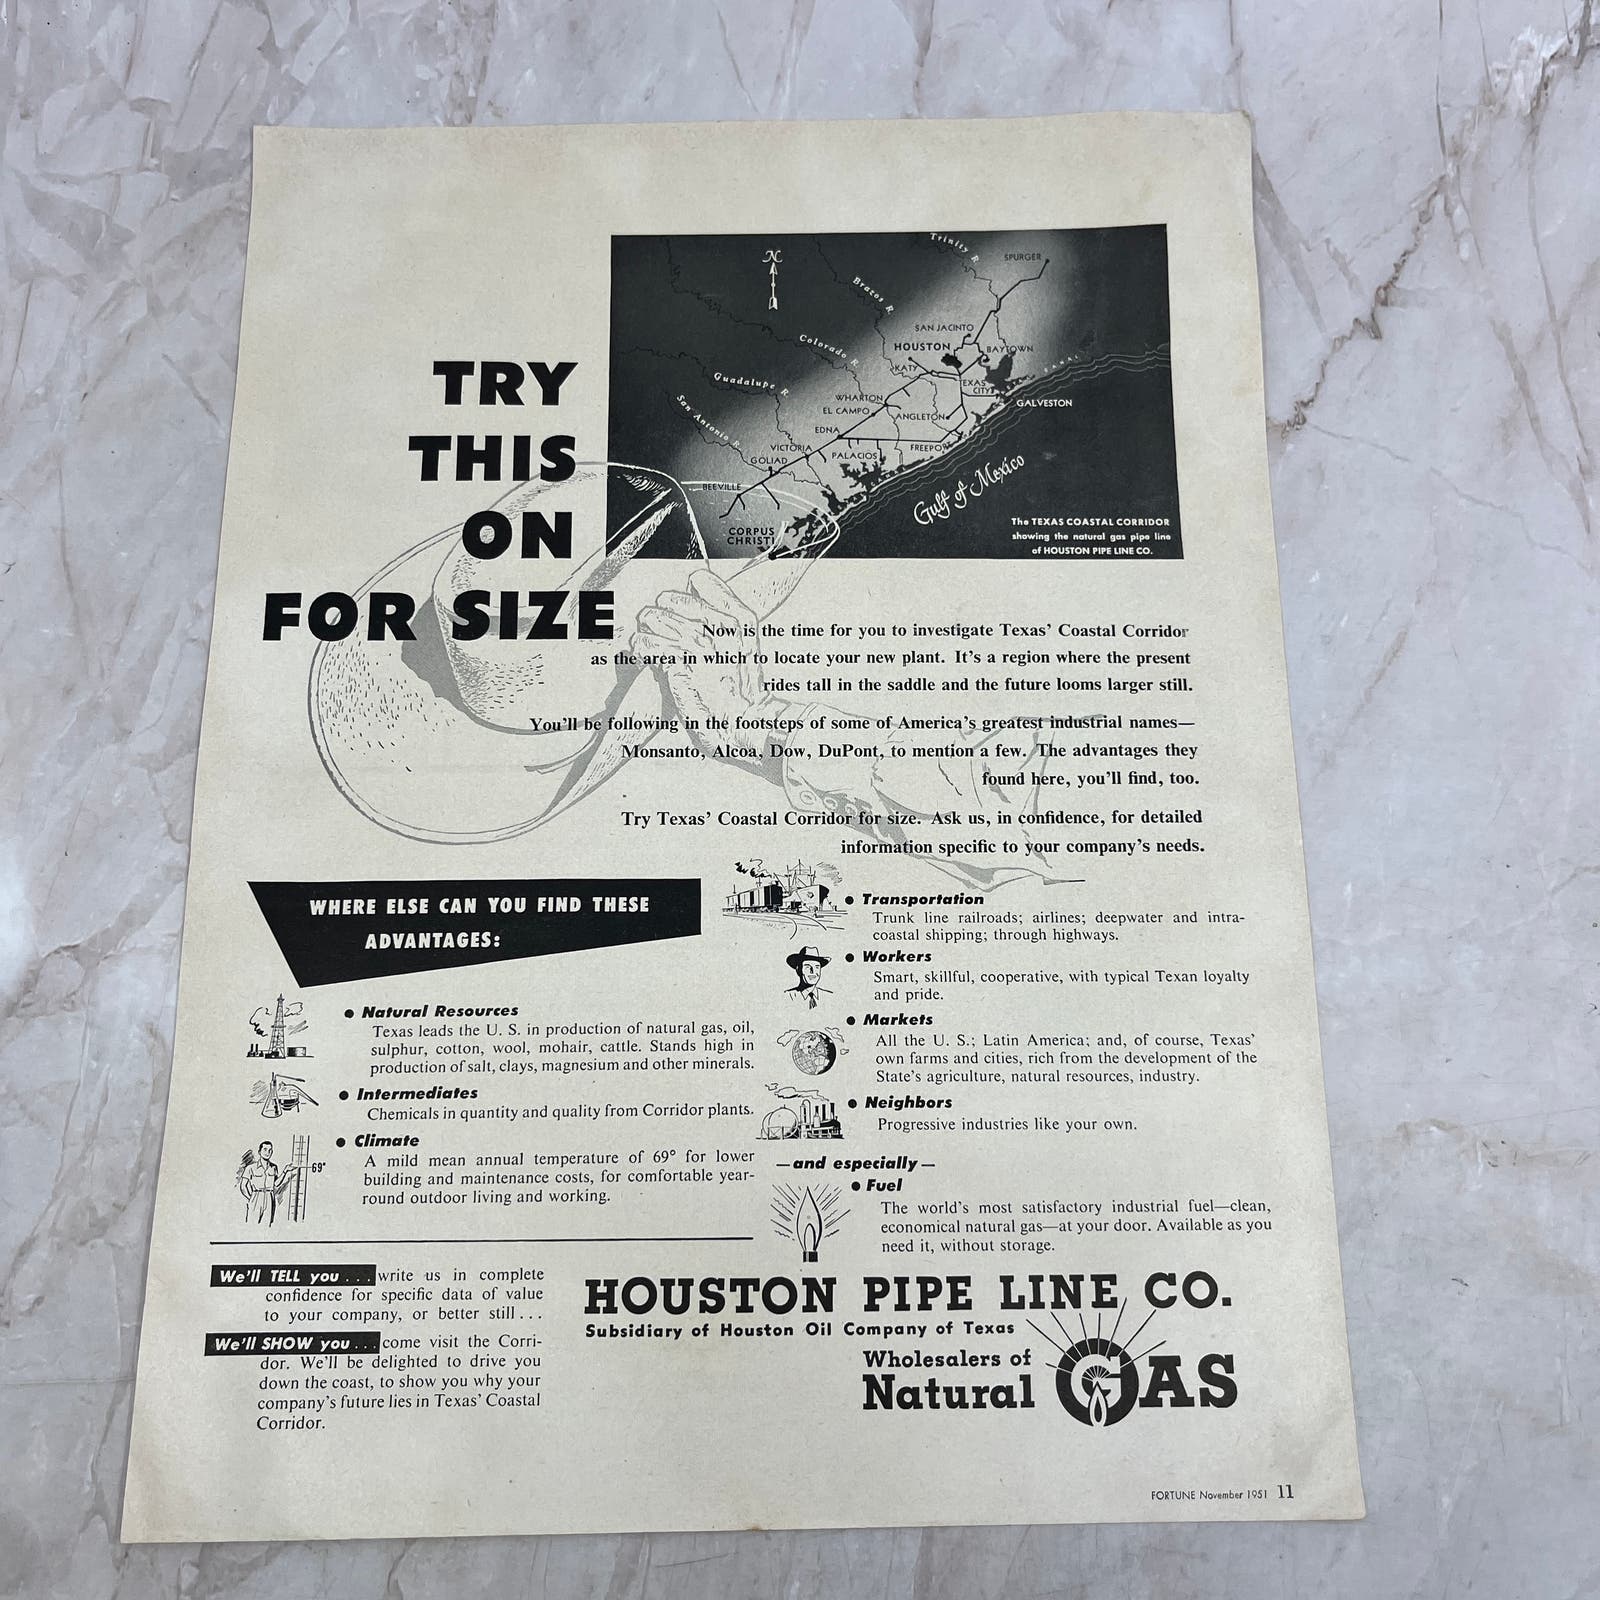 TRY
THIS
ON
FOR SIZE
N
Trinity R.
SPURGER
Brazos R.
SAN JACINTO
HOUSTON
BAYTOWN
Colorado R.
KATY
TEXAS
CITY
Guadalupe R.
WHARTON
GALVESTON
San Antonio R.
EL CAMPO
ANGLETON
EDNA
FREEPORT
VICTORIA
PALACIOS
GOLIAD
BEEVILLE
CANAL
Gulf of Mexico
CORPUS
CHRISTI
The TEXAS COASTAL CORRIDOR
showing the natural gas pipe line
of HOUSTON PIPE LINE CO.
Now is the time for you to investigate Texas' Coastal Corridor
as the area in which to locate your new plant. It's a region where the present
rides tall in the saddle and the future looms larger still.
You'll be following in the footsteps of some of America's greatest industrial names—
Monsanto, Alcoa, Dow, DuPont, to mention a few. The advantages they
found here, you'll find, too.
Try Texas' Coastal Corridor for size. Ask us, in confidence, for detailed
information specific to your company's needs.
WHERE ELSE CAN YOU FIND THESE
ADVANTAGES:
• Natural Resources
Texas leads the U. S. in production of natural gas, oil,
sulphur, cotton, wool, mohair, cattle. Stands high in
production of salt, clays, magnesium and other minerals.
• Intermediates
Chemicals in quantity and quality from Corridor plants.
• Climate
69°
A mild mean annual temperature of 69° for lower
building and maintenance costs, for comfortable year-
round outdoor living and working.
• Transportation
Trunk line railroads; airlines; deepwater and intra-
coastal shipping; through highways.
• Workers
Smart, skillful, cooperative, with typical Texan loyalty
and pride.
• Markets
All the U. S.; Latin America; and, of course, Texas'
own farms and cities, rich from the development of the
State's agriculture, natural resources, industry.
• Neighbors
Progressive industries like your own.
—and especially—
• Fuel
The world's most satisfactory industrial fuel—clean,
economical natural gas—at your door. Available as you
need it, without storage.
We'll TELL you . . . write us in complete
confidence for specific data of value
to your company, or better still . . .
We'll SHOW you . . . come visit the Corri-
dor. We'll be delighted to drive you
down the coast, to show you why your
company's future lies in Texas' Coastal
Corridor.
HOUSTON PIPE LINE CO.
Subsidiary of Houston Oil Company of Texas
Wholesalers of
Natural GAS
FORTUNE November 1951 11